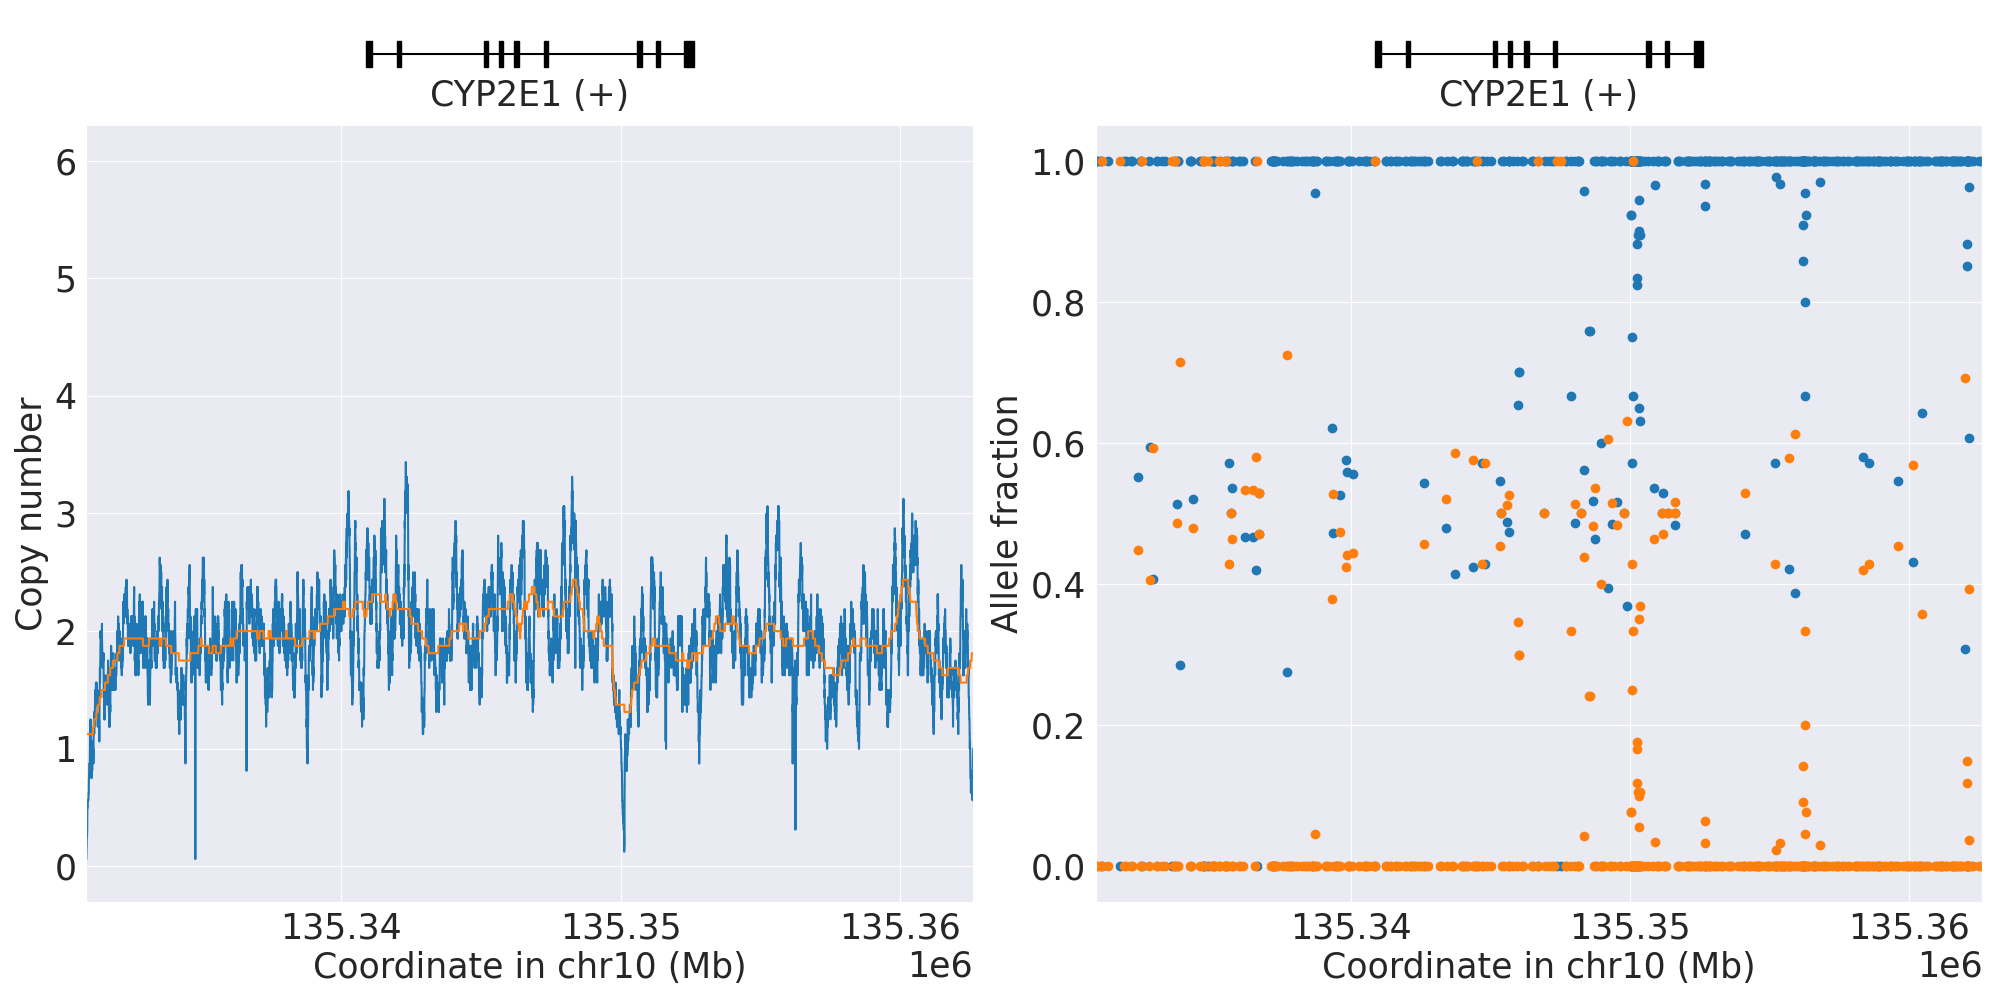 CYP2E1 (+)
6
5
4
3
2
1
0
Copy number
135.34
135.35
135.36
Coordinate in chr10 (Mb)
1e6
CYP2E1 (+)
1.0
0.8
0.6
0.4
0.2
0.0
Allele fraction
135.34
135.35
135.36
Coordinate in chr10 (Mb)
1e6